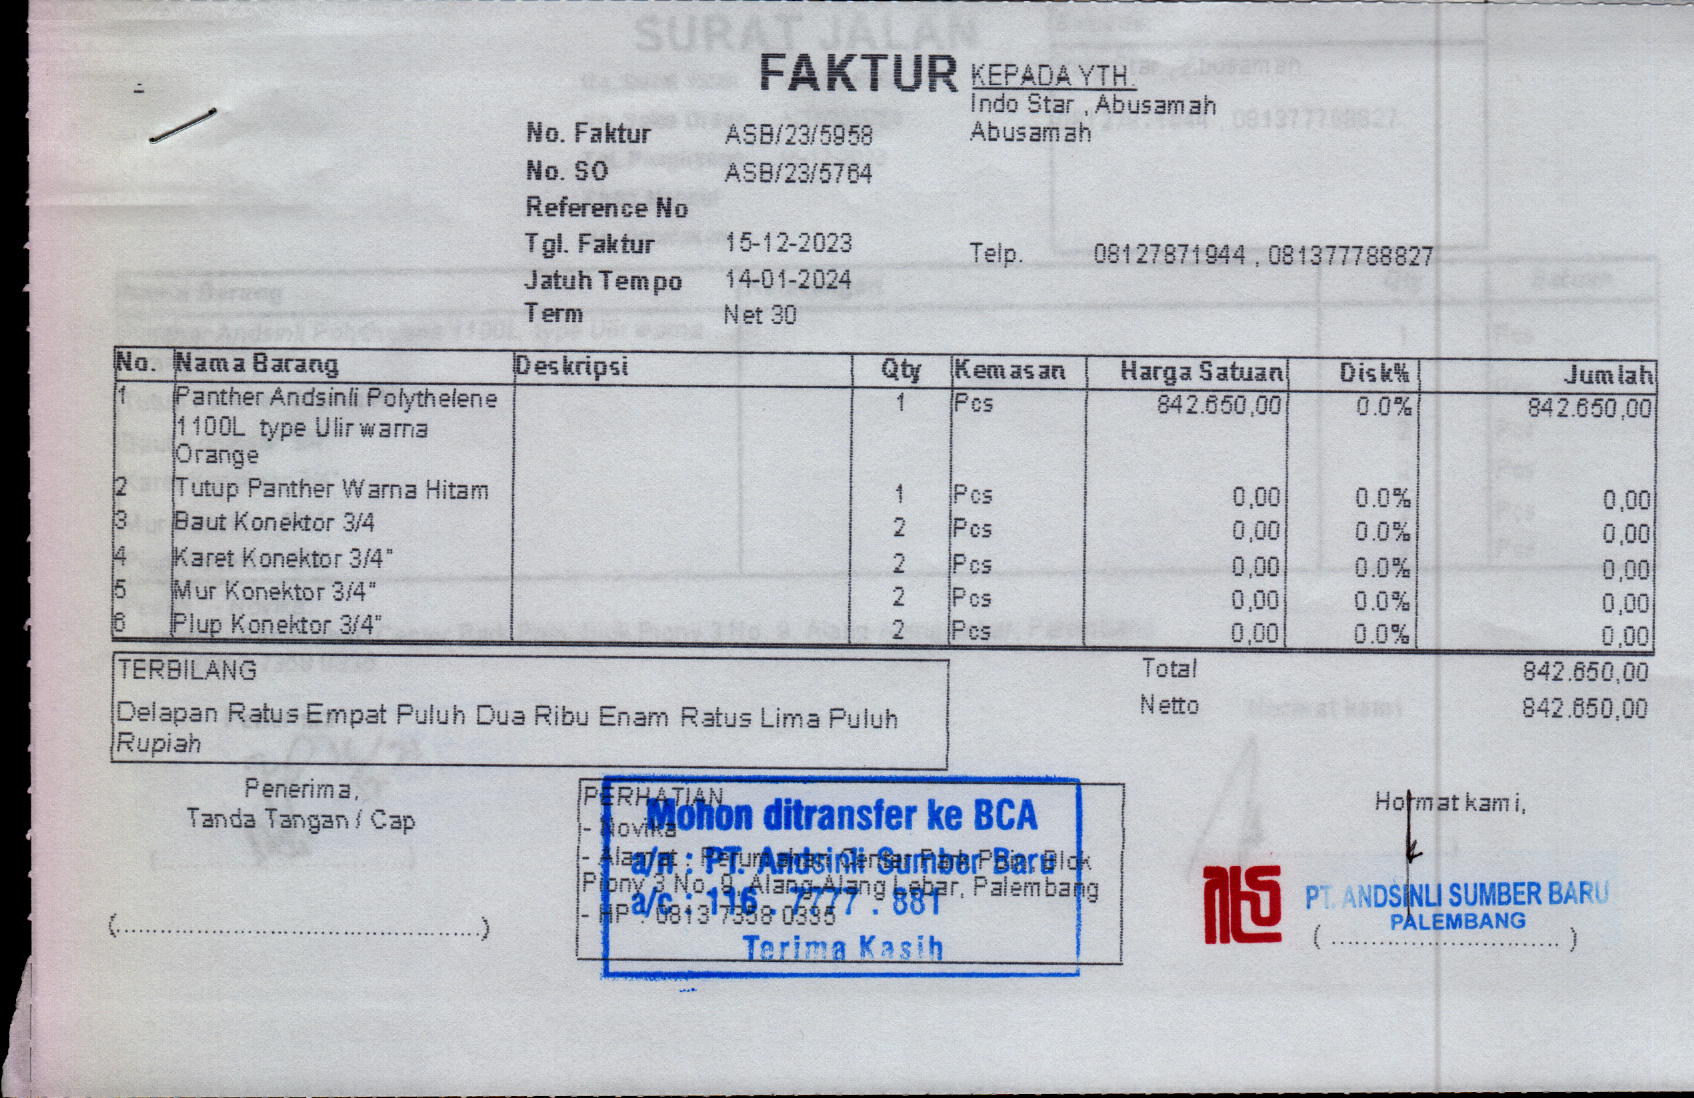 FAKTUR
KEPADA YTH.
Indo Star , Abusamah
Abusamah
No. Faktur ASB/23/5958
No. SO ASB/23/5764
Reference No
Tgl. Faktur 15-12-2023
Telp. 08127871944 , 081377788827
Jatuh Tempo 14-01-2024
Term Net 30
No. Nama Barang Deskripsi Qty Kemasan Harga Satuan Disk% Jumlah
1 Panther Andsinli Polythelene 1 Pcs 842.650,00 0.0% 842.650,00
1100L type Ulir warna
Orange
2 Tutup Panther Warna Hitam 1 Pcs 0,00 0.0% 0,00
3 Baut Konektor 3/4 2 Pcs 0,00 0.0% 0,00
4 Karet Konektor 3/4" 2 Pcs 0,00 0.0% 0,00
5 Mur Konektor 3/4" 2 Pcs 0,00 0.0% 0,00
6 Plup Konektor 3/4" 2 Pcs 0,00 0.0% 0,00
TERBILANG
Delapan Ratus Empat Puluh Dua Ribu Enam Ratus Lima Puluh
Rupiah
Total 842.650,00
Netto 842.650,00
Penerima,
Tanda Tangan / Cap
(................................................)
PERHATIAN
- Novika
- Alamat : Perumahan Center Park Poin Blok
Piony 3 No. 9, Alang-Alang Lebar, Palembang
- HP : 0813 7358 0335
Mohon ditransfer ke BCA
a/n : PT. Andsinli Sumber Baru
a/c : 116 . 7777 . 881
Terima Kasih
Hormat kami,
PT. ANDSINLI SUMBER BARU
PALEMBANG
( .............................. )